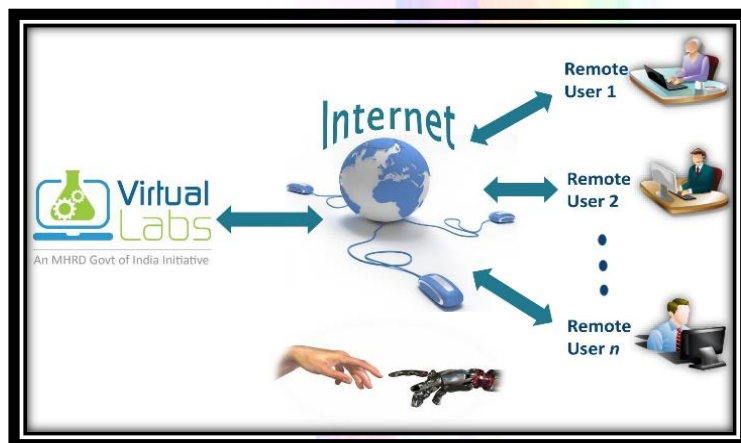 Internet
Virtual
Labs
An MHRD Govt of India Initiative
Remote
User 1
Remote
User 2
Remote
User n